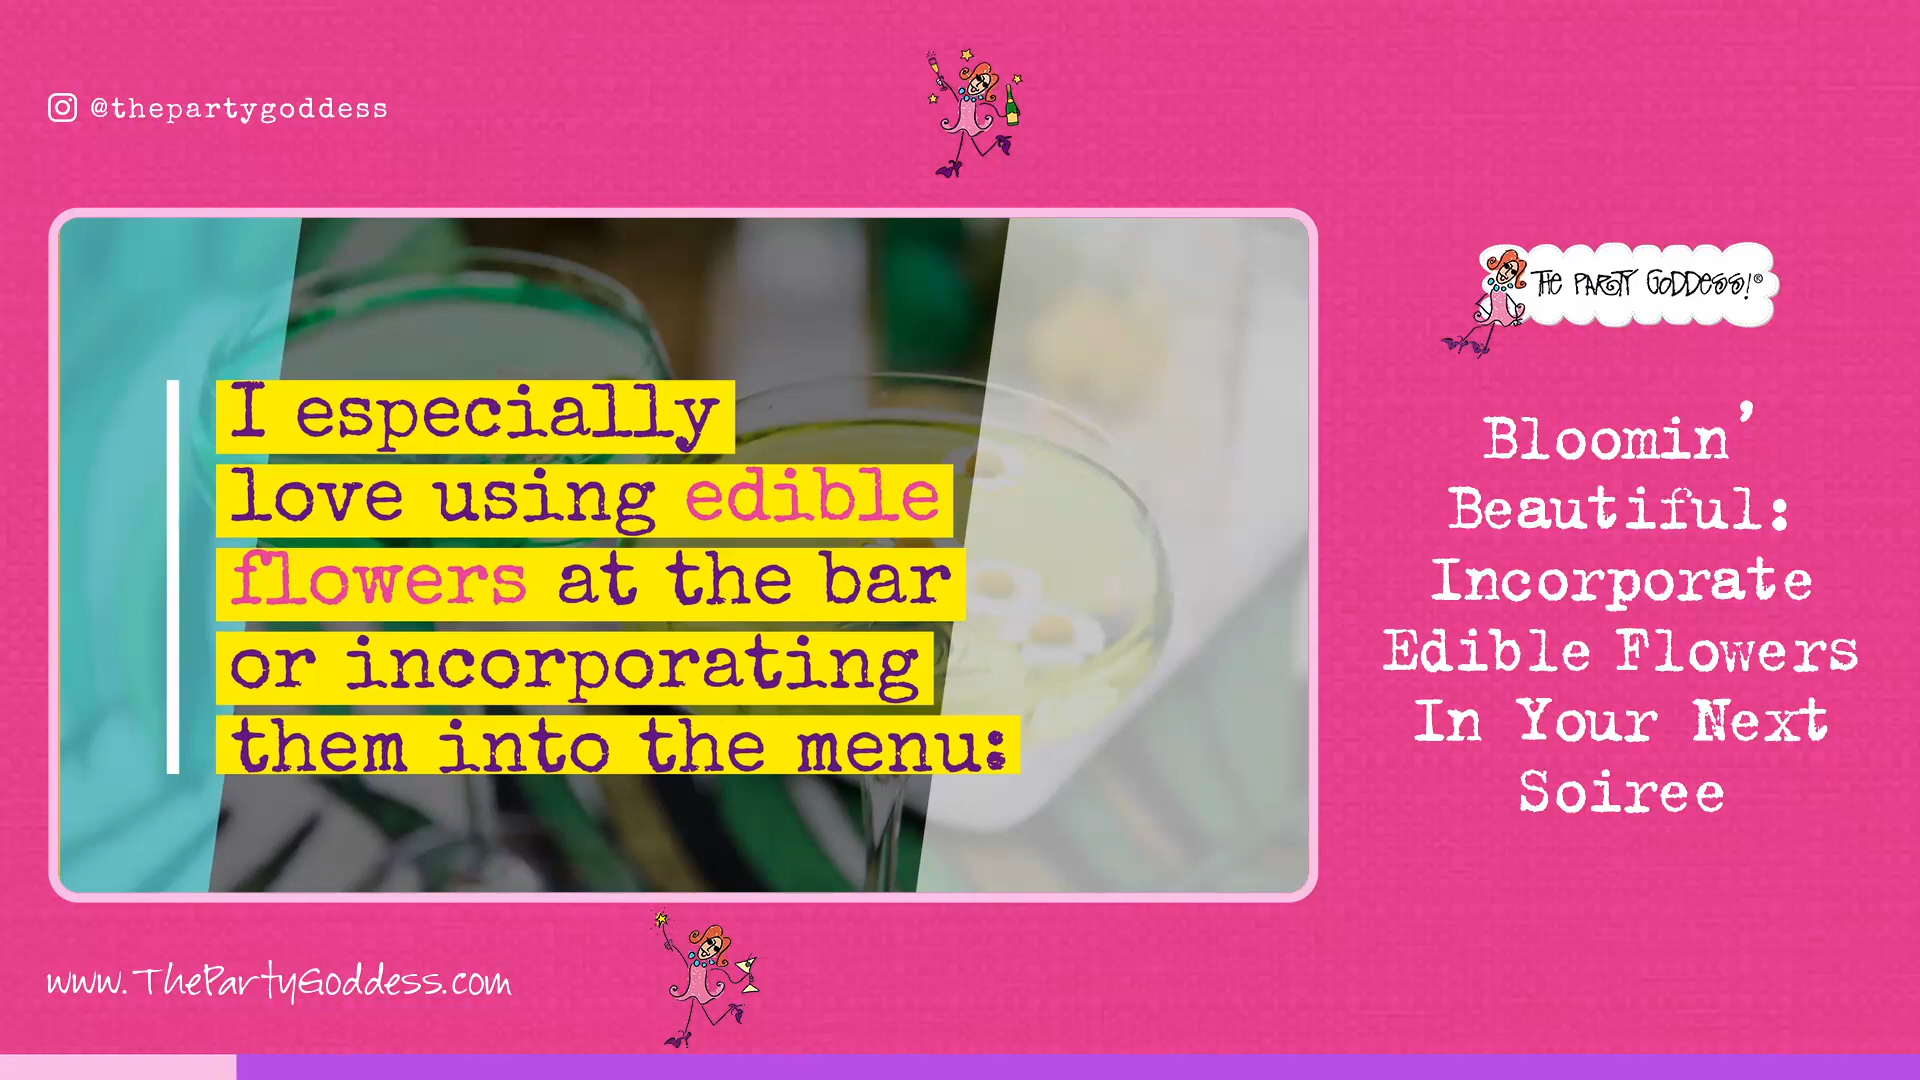 @thepartygoddess
I especially
love using edible
flowers at the bar
or incorporating
them into the menu:
THE PARTY GODDESS!®
Bloomin’
Beautiful:
Incorporate
Edible Flowers
In Your Next
Soiree
www.ThePartyGoddess.com